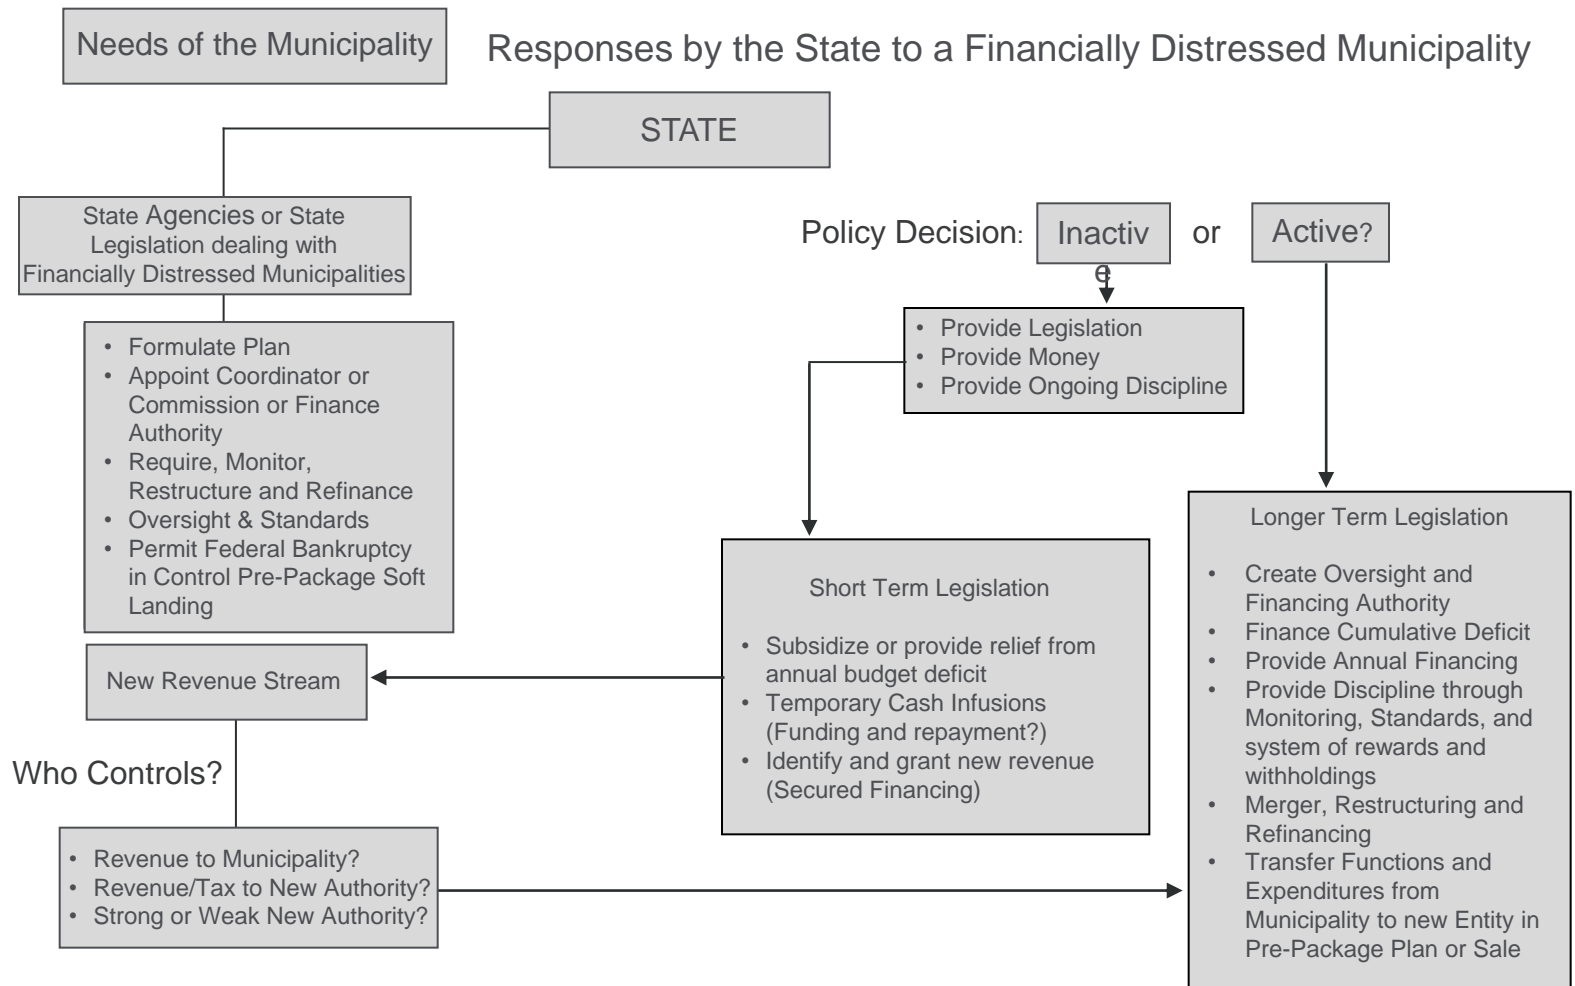 Needs of the Municipality
Responses by the State to a Financially Distressed Municipality
STATE
State Agencies or State
Legislation dealing with
Financially Distressed Municipalities
Policy Decision:
Inactiv
e
or
Active?
• Provide Legislation
• Provide Money
• Provide Ongoing Discipline
• Formulate Plan
• Appoint Coordinator or
Commission or Finance
Authority
• Require, Monitor,
Restructure and Refinance
• Oversight & Standards
• Permit Federal Bankruptcy
in Control Pre-Package Soft
Landing
Short Term Legislation
• Subsidize or provide relief from
annual budget deficit
• Temporary Cash Infusions
(Funding and repayment?)
• Identify and grant new revenue
(Secured Financing)
Longer Term Legislation
• Create Oversight and
Financing Authority
• Finance Cumulative Deficit
• Provide Annual Financing
• Provide Discipline through
Monitoring, Standards, and
system of rewards and
withholdings
• Merger, Restructuring and
Refinancing
• Transfer Functions and
Expenditures from
Municipality to new Entity in
Pre-Package Plan or Sale
New Revenue Stream
Who Controls?
• Revenue to Municipality?
• Revenue/Tax to New Authority?
• Strong or Weak New Authority?